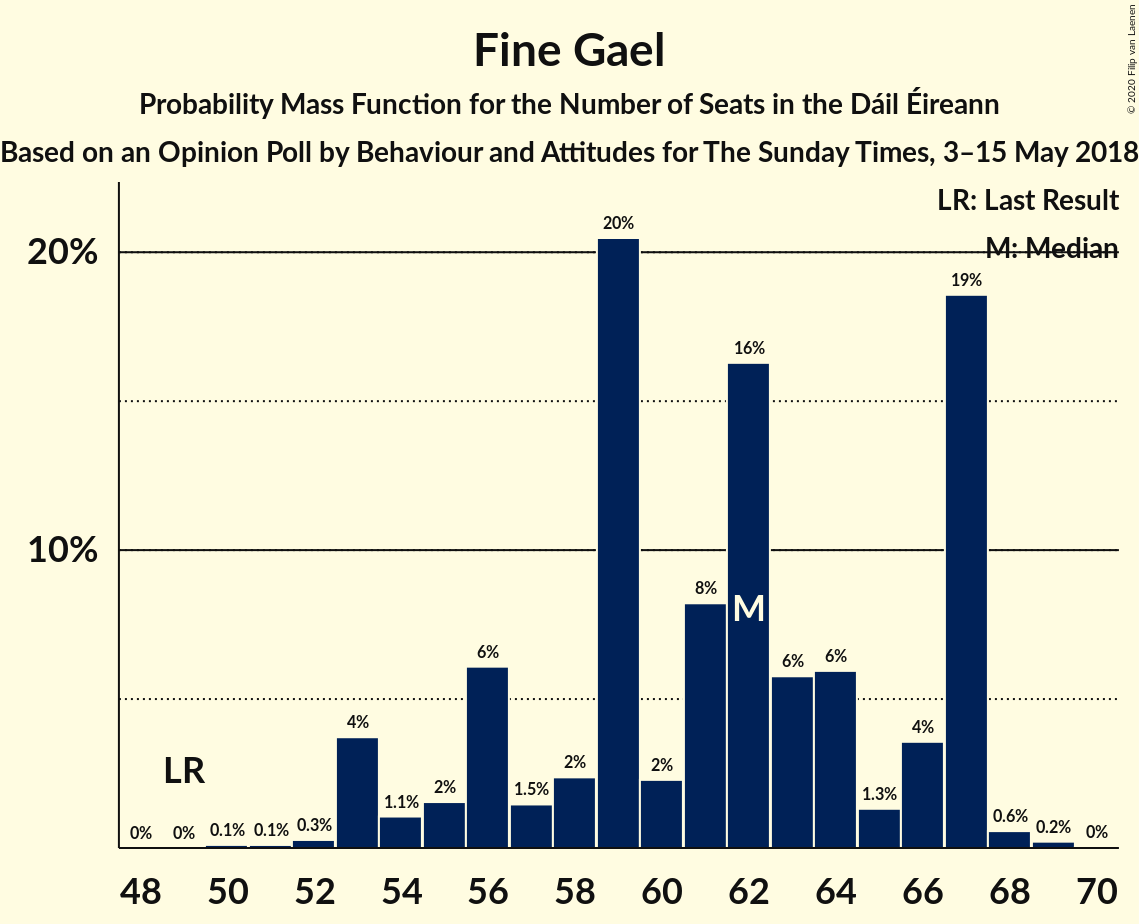 © 2020 Filip van Laenen
Fine Gael
Probability Mass Function for the Number of Seats in the Dáil Éireann
Based on an Opinion Poll by Behaviour and Attitudes for The Sunday Times, 3–15 May 2018
LR: Last Result
M: Median
20%
10%
0% 0% 0.1% 0.1% 0.3% 4% 1.1% 2% 6% 1.5% 2% 20% 2% 8% 16% 6% 6% 1.3% 4% 19% 0.6% 0.2% 0%
LR
M
48 50 52 54 56 58 60 62 64 66 68 70